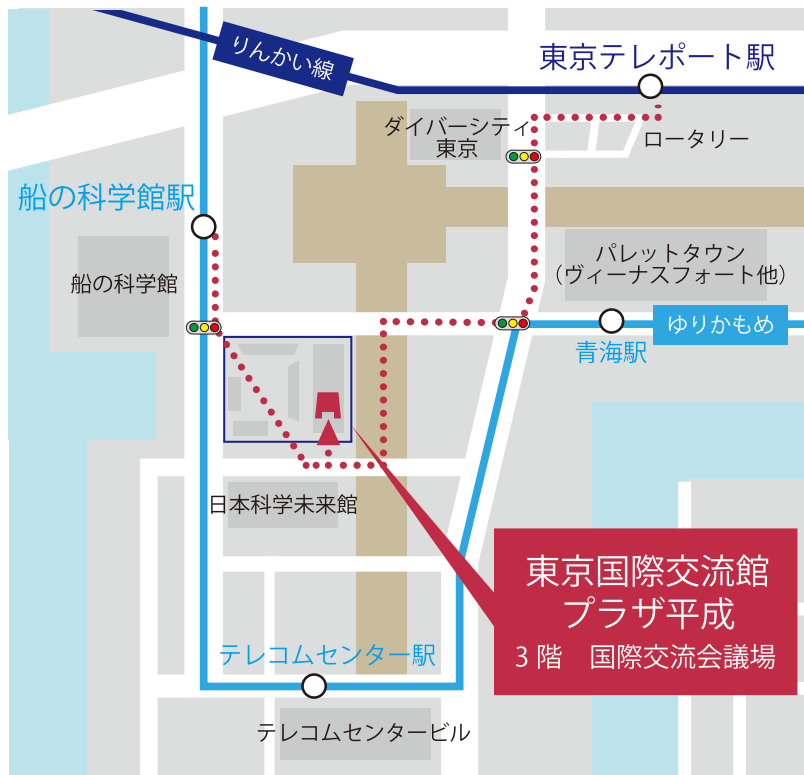 りんかい線
東京テレポート駅
ダイバーシティ
東京
ロータリー
船の科学館駅
船の科学館
パレットタウン
（ヴィーナスフォート他）
ゆりかもめ
青海駅
日本科学未来館
東京国際交流館
プラザ平成
3階　国際交流会議場
テレコムセンター駅
テレコムセンタービル